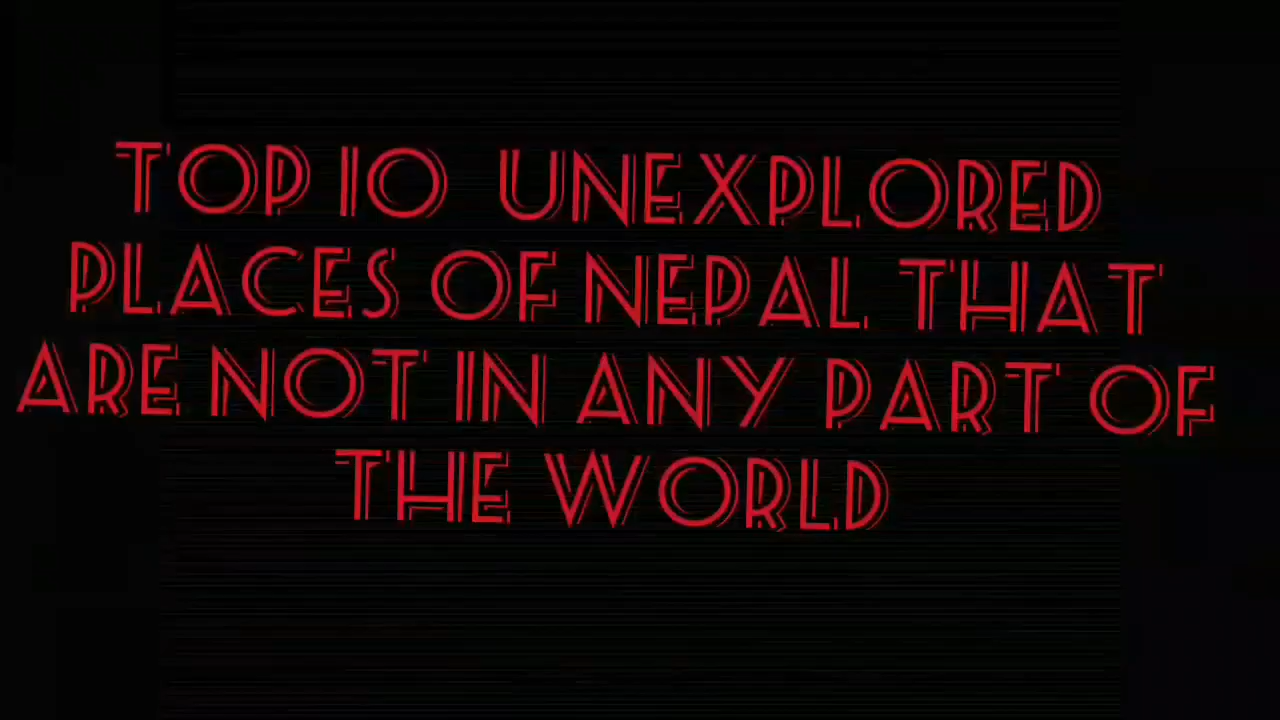 TOP 10 UNEXPLORED
PLACES OF NEPAL THAT
ARE NOT IN ANY PART OF
THE WORLD